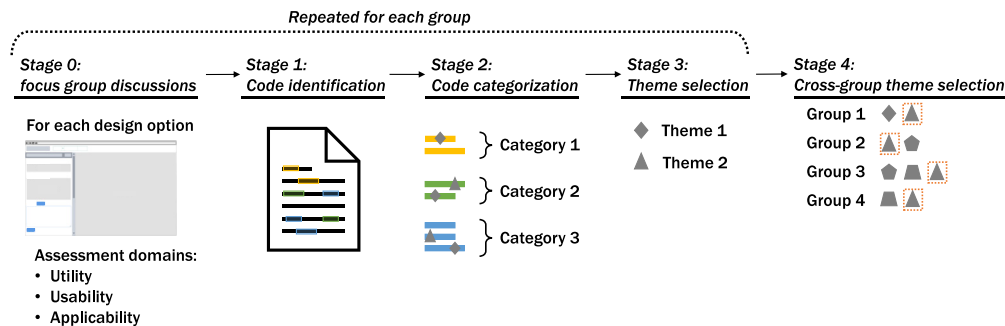 Repeated for each group
Stage 0:
focus group discussions
Stage 1:
Code identification
Stage 2:
Code categorization
Stage 3:
Theme selection
Stage 4:
Cross-group theme selection
For each design option
Assessment domains:
• Utility
• Usability
• Applicability
Category 1
Category 2
Category 3
Theme 1
Theme 2
Group 1
Group 2
Group 3
Group 4